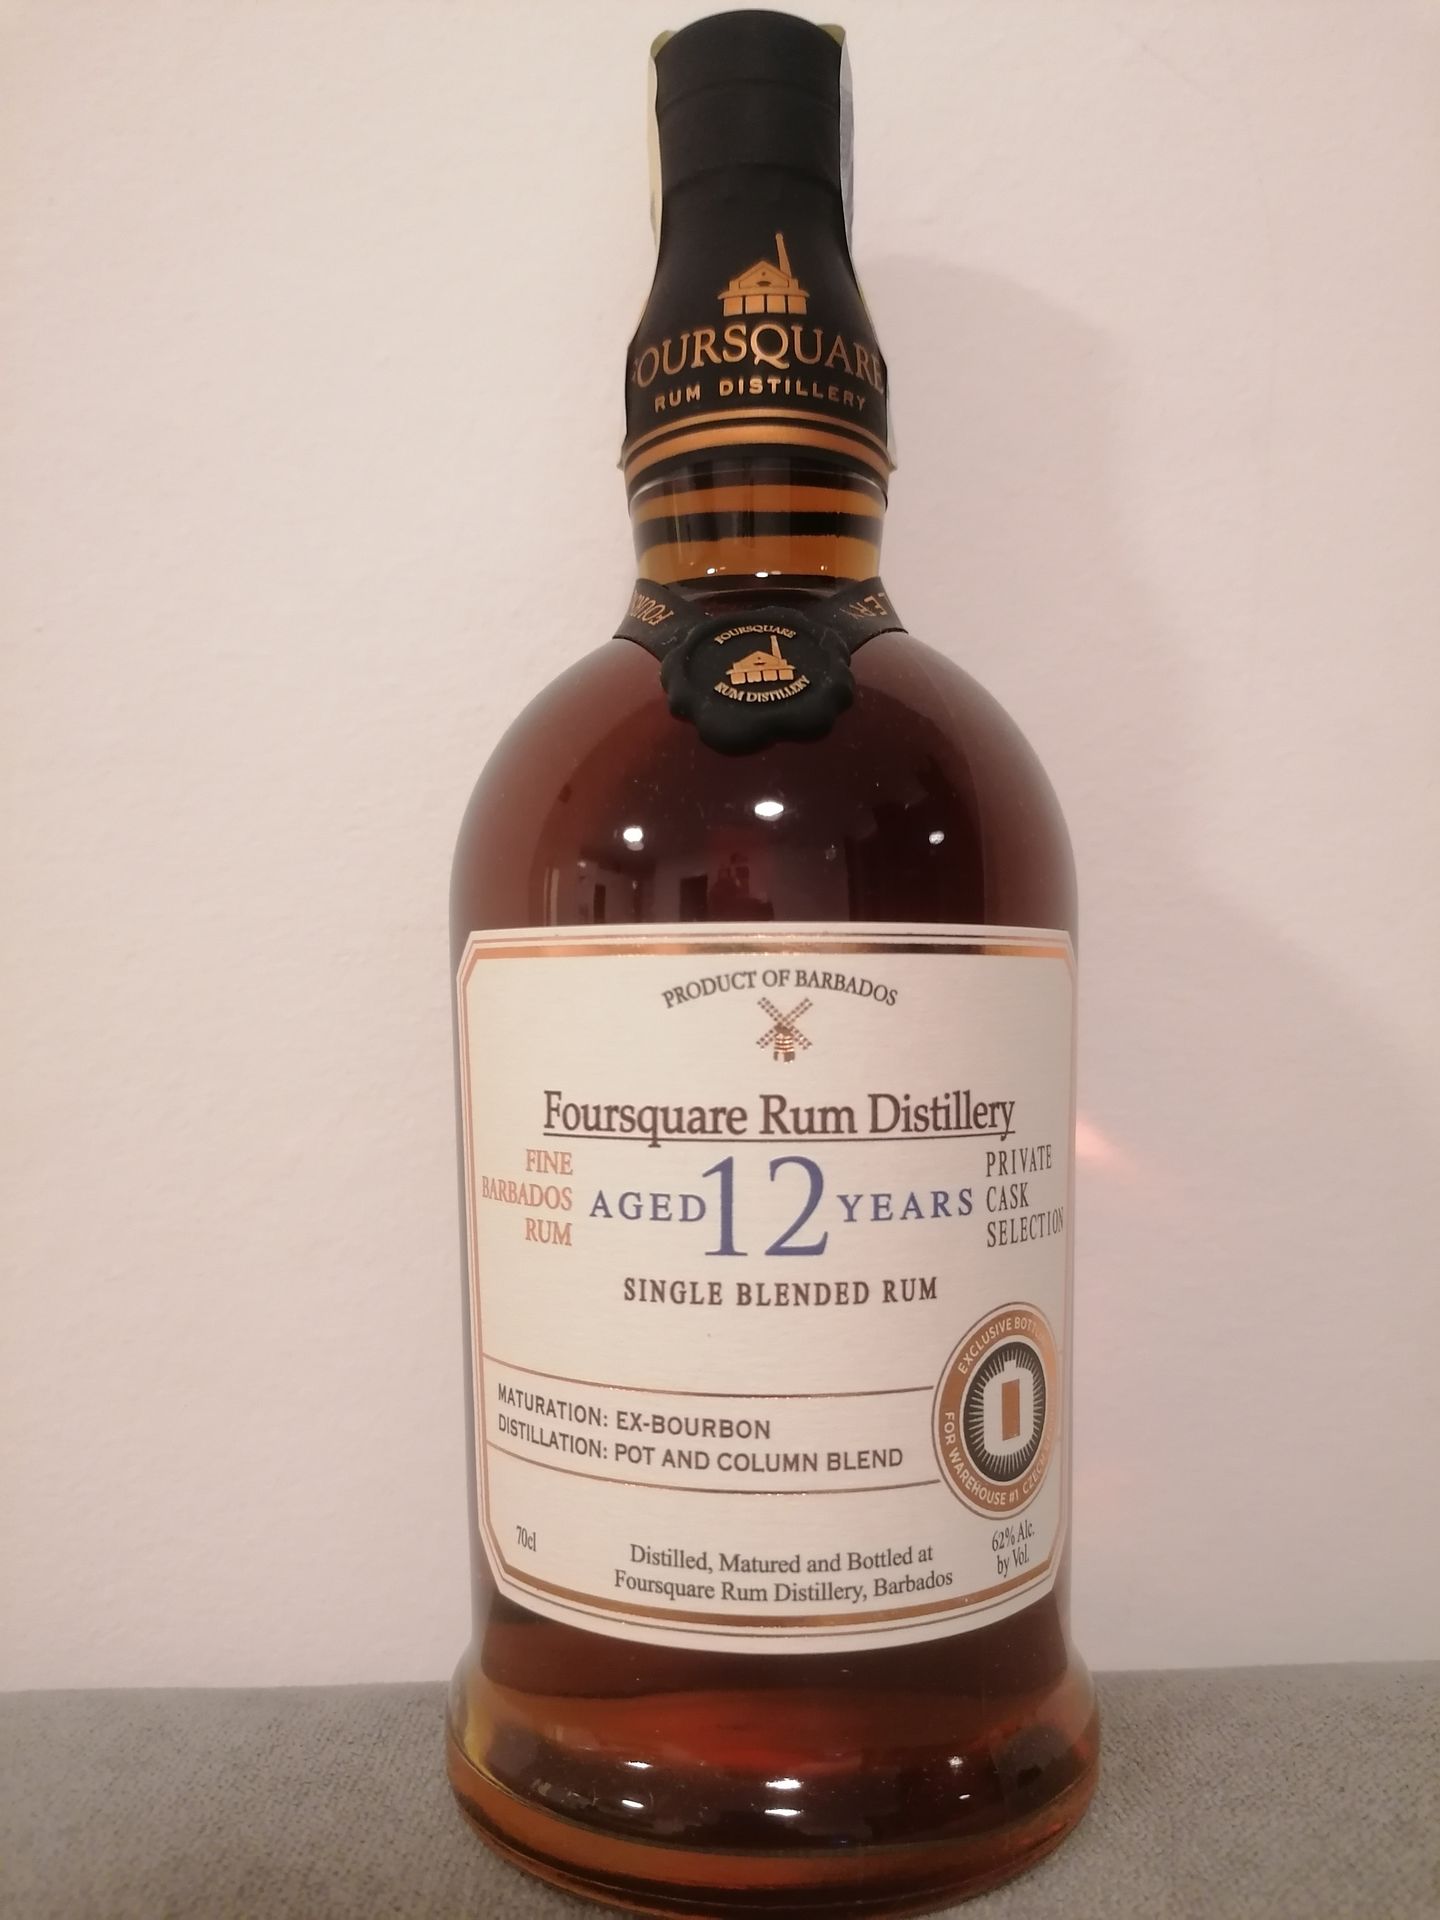 FOURSQUARE
RUM DISTILLERY
FOURSQUARE
RUM DISTILLERY
PRODUCT OF BARBADOS
Foursquare Rum Distillery
FINE
BARBADOS
RUM
AGED 12 YEARS
PRIVATE
CASK
SELECTION
SINGLE BLENDED RUM
MATURATION: EX-BOURBON
DISTILLATION: POT AND COLUMN BLEND
EXCLUSIVE
FOR WAREHOUSE #1 CZECH
70cl
Distilled, Matured and Bottled at
Foursquare Rum Distillery, Barbados
62% Alc.
by Vol.